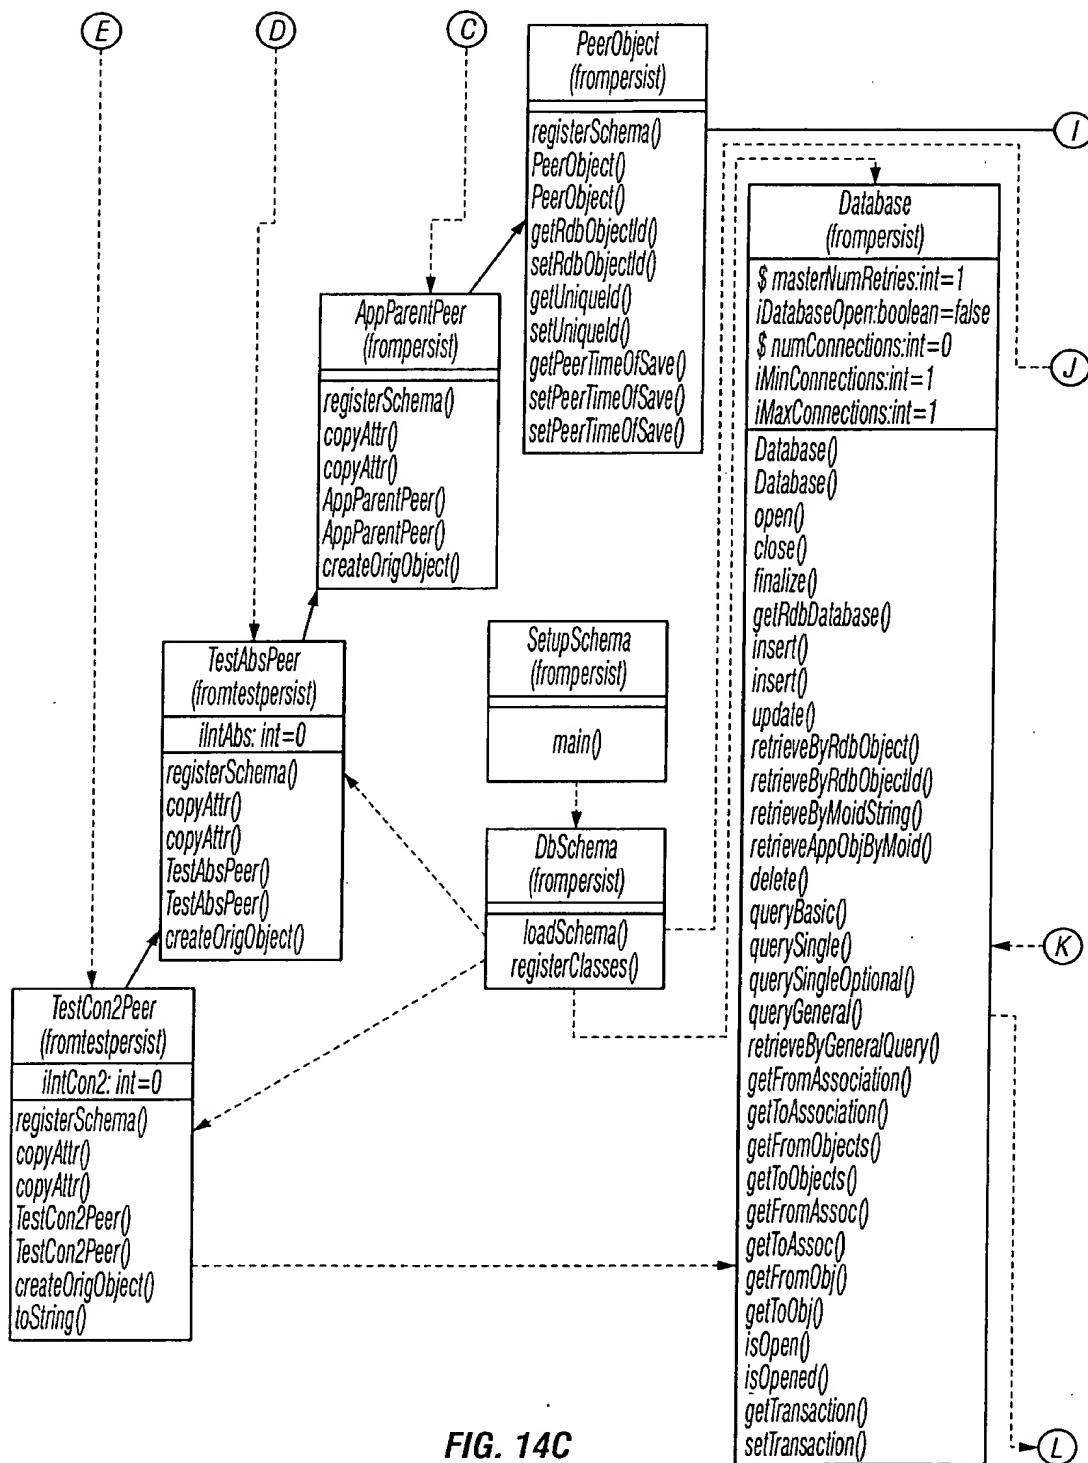 E
D
C
PeerObject
(frompersist)
registerSchema()
PeerObject()
PeerObject()
getRdbObjectId()
setRdbObjectId()
getUniqueId()
setUniqueId()
getPeerTimeOfSave()
setPeerTimeOfSave()
setPeerTimeOfSave()
I
J
AppParentPeer
(frompersist)
registerSchema()
copyAttr()
copyAttr()
AppParentPeer()
AppParentPeer()
createOrigObject()
Database
(frompersist)
$ masterNumRetries:int=1
iDatabaseOpen:boolean=false
$ numConnections:int=0
iMinConnections:int=1
iMaxConnections:int=1
Database()
Database()
open()
close()
finalize()
getRdbDatabase()
insert()
insert()
update()
retrieveByRdbObject()
retrieveByRdbObjectId()
retrieveByMoidString()
retrieveAppObjByMoid()
delete()
queryBasic()
querySingle()
querySingleOptional()
queryGeneral()
retrieveByGeneralQuery()
getFromAssociation()
getToAssociation()
getFromObjects()
getToObjects()
getFromAssoc()
getToAssoc()
getFromObj()
getToObj()
isOpen()
isOpened()
getTransaction()
setTransaction()
TestAbsPeer
(fromtestpersist)
iIntAbs: int=0
registerSchema()
copyAttr()
copyAttr()
TestAbsPeer()
TestAbsPeer()
createOrigObject()
SetupSchema
(frompersist)
main()
DbSchema
(frompersist)
loadSchema()
registerClasses()
K
TestCon2Peer
(fromtestpersist)
iIntCon2: int=0
registerSchema()
copyAttr()
copyAttr()
TestCon2Peer()
TestCon2Peer()
createOrigObject()
toString()
L
FIG. 14C